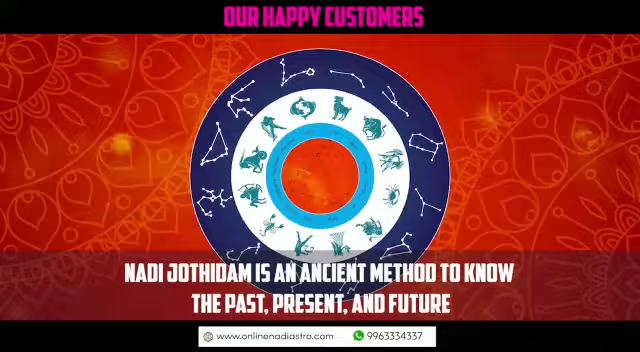 OUR HAPPY CUSTOMERS
NADI JOTHIDAM IS AN ANCIENT METHOD TO KNOW
THE PAST, PRESENT, AND FUTURE
www.onlinenadiastro.com 9963334337